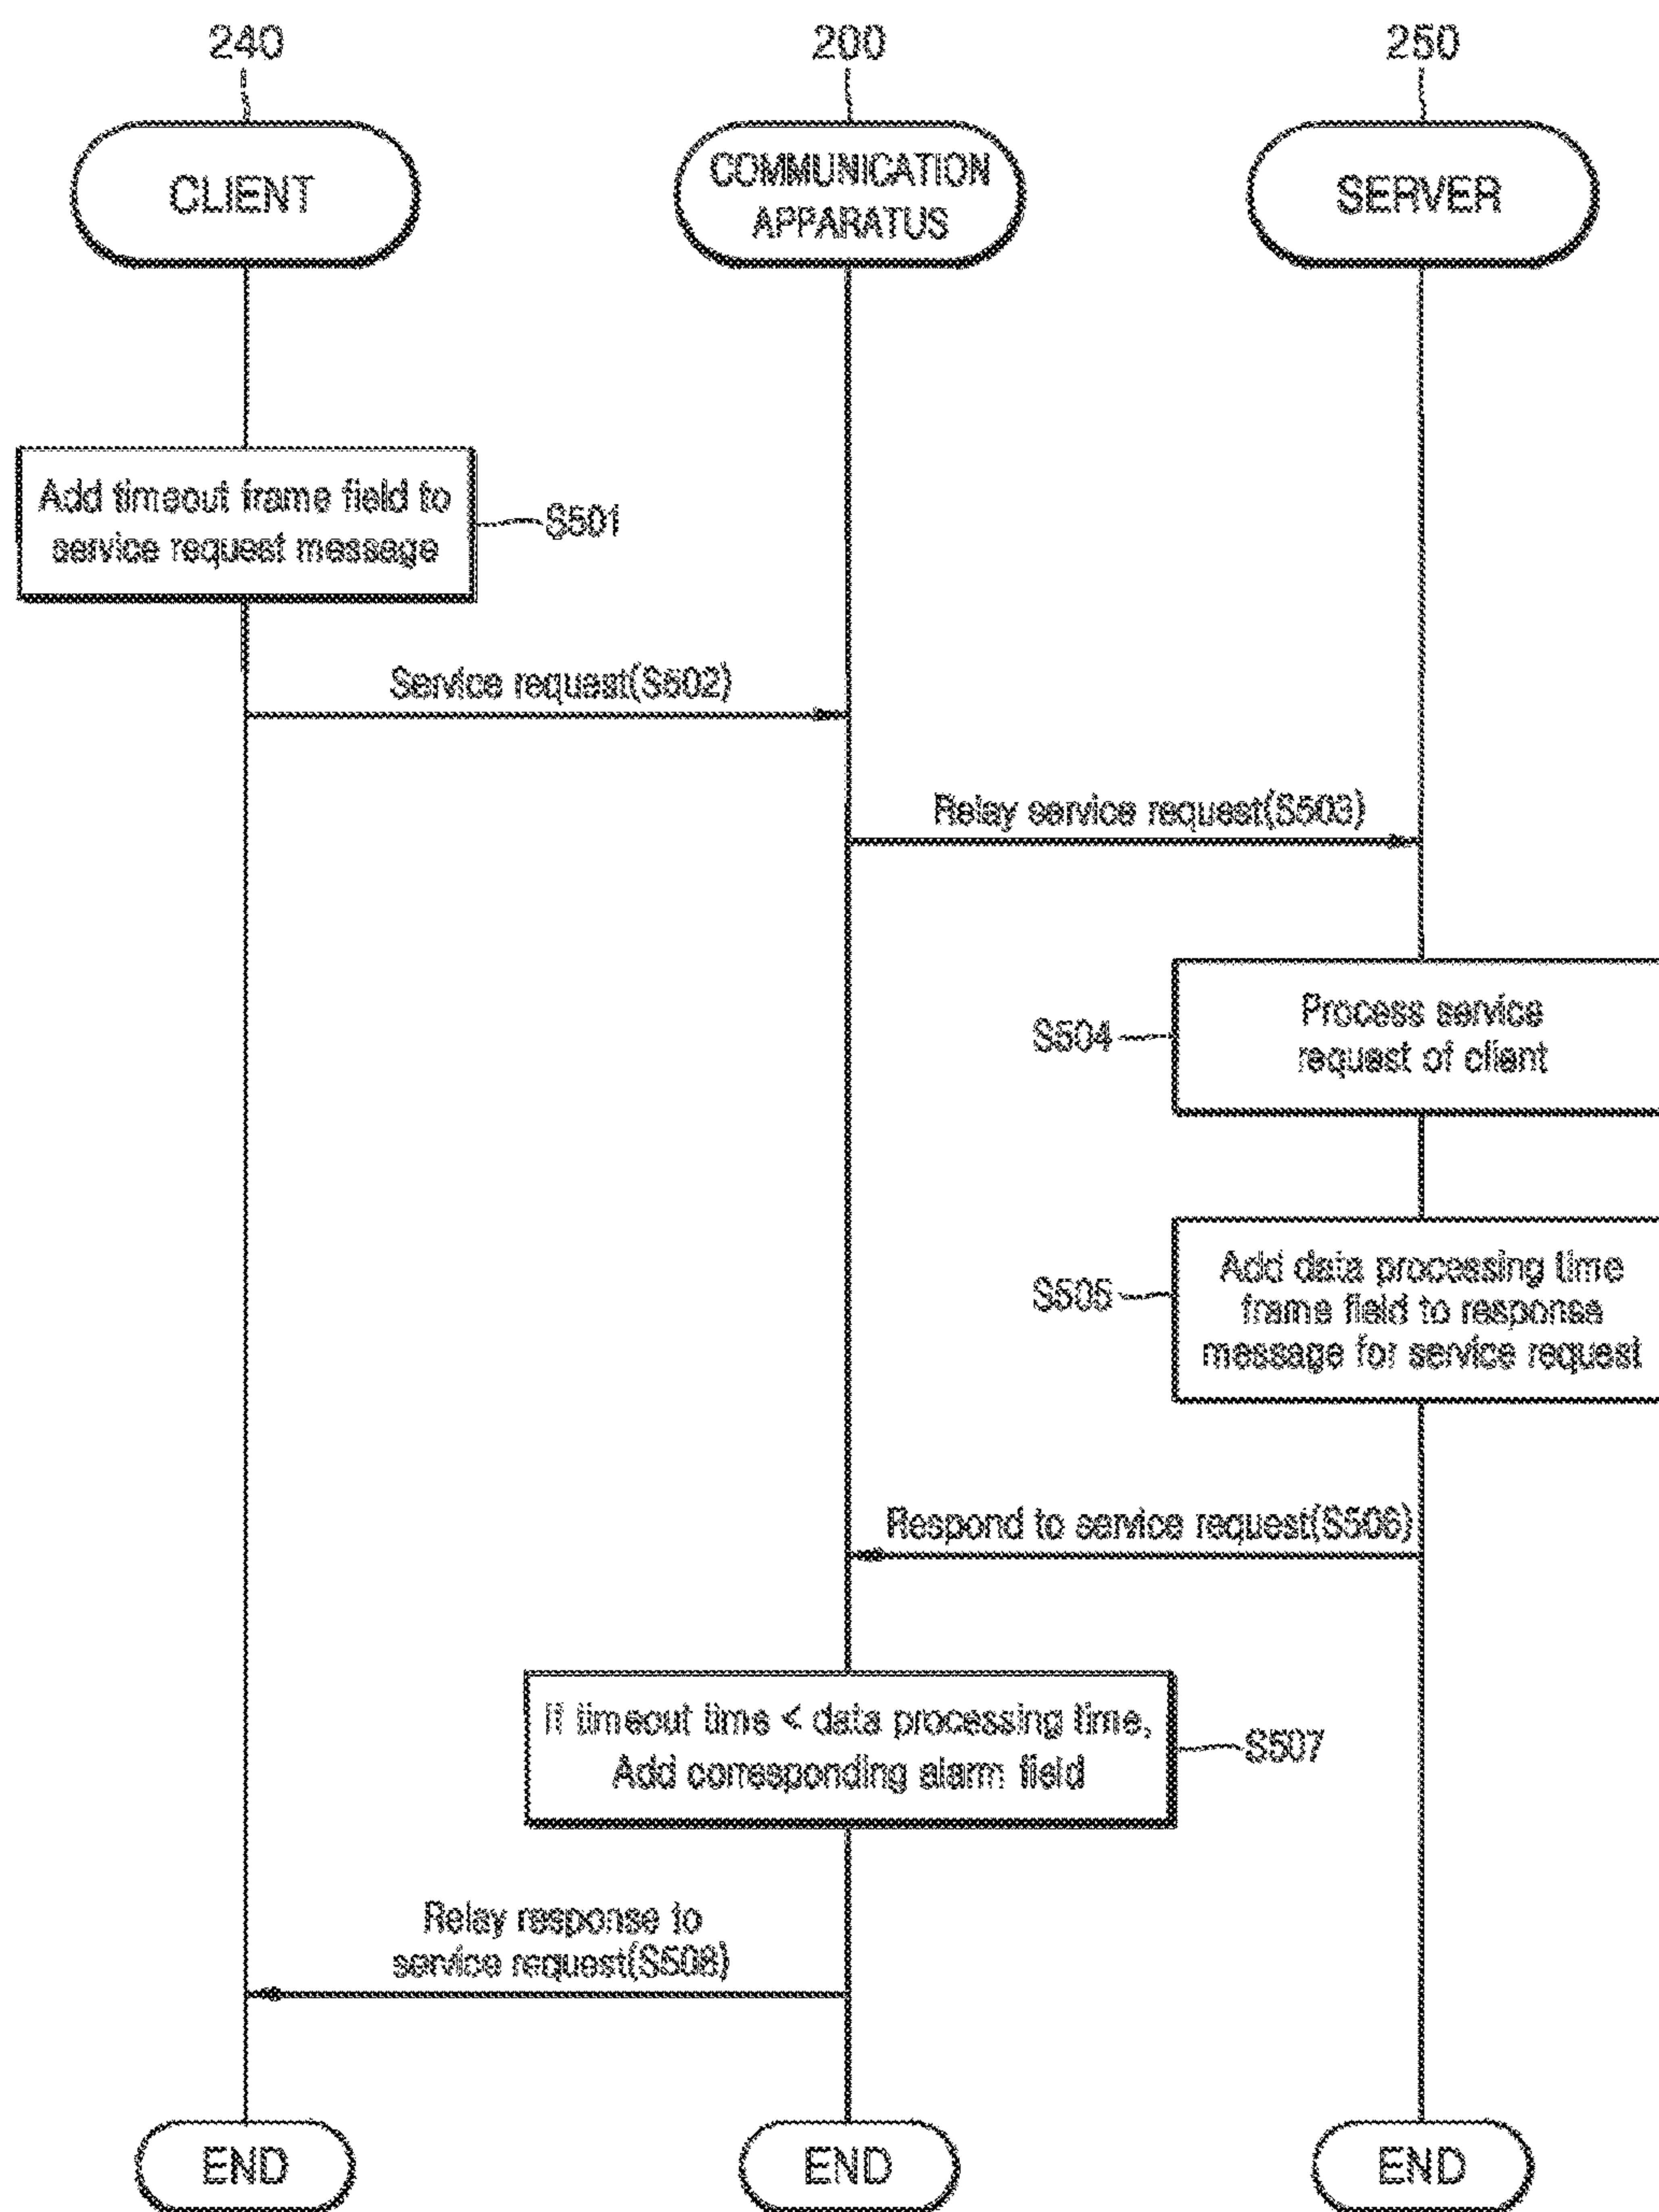 240
200
250
CLIENT
COMMUNICATION
APPARATUS
SERVER
Add timeout frame field to
service request message
S501
Service request(S502)
Relay service request(S503)
Process service
request of client
S504
Add data processing time
frame field to response
message for service request
S505
Respond to service request(S506)
If timeout time < data processing time,
Add corresponding alarm field
S507
Relay response to
service request(S508)
END
END
END